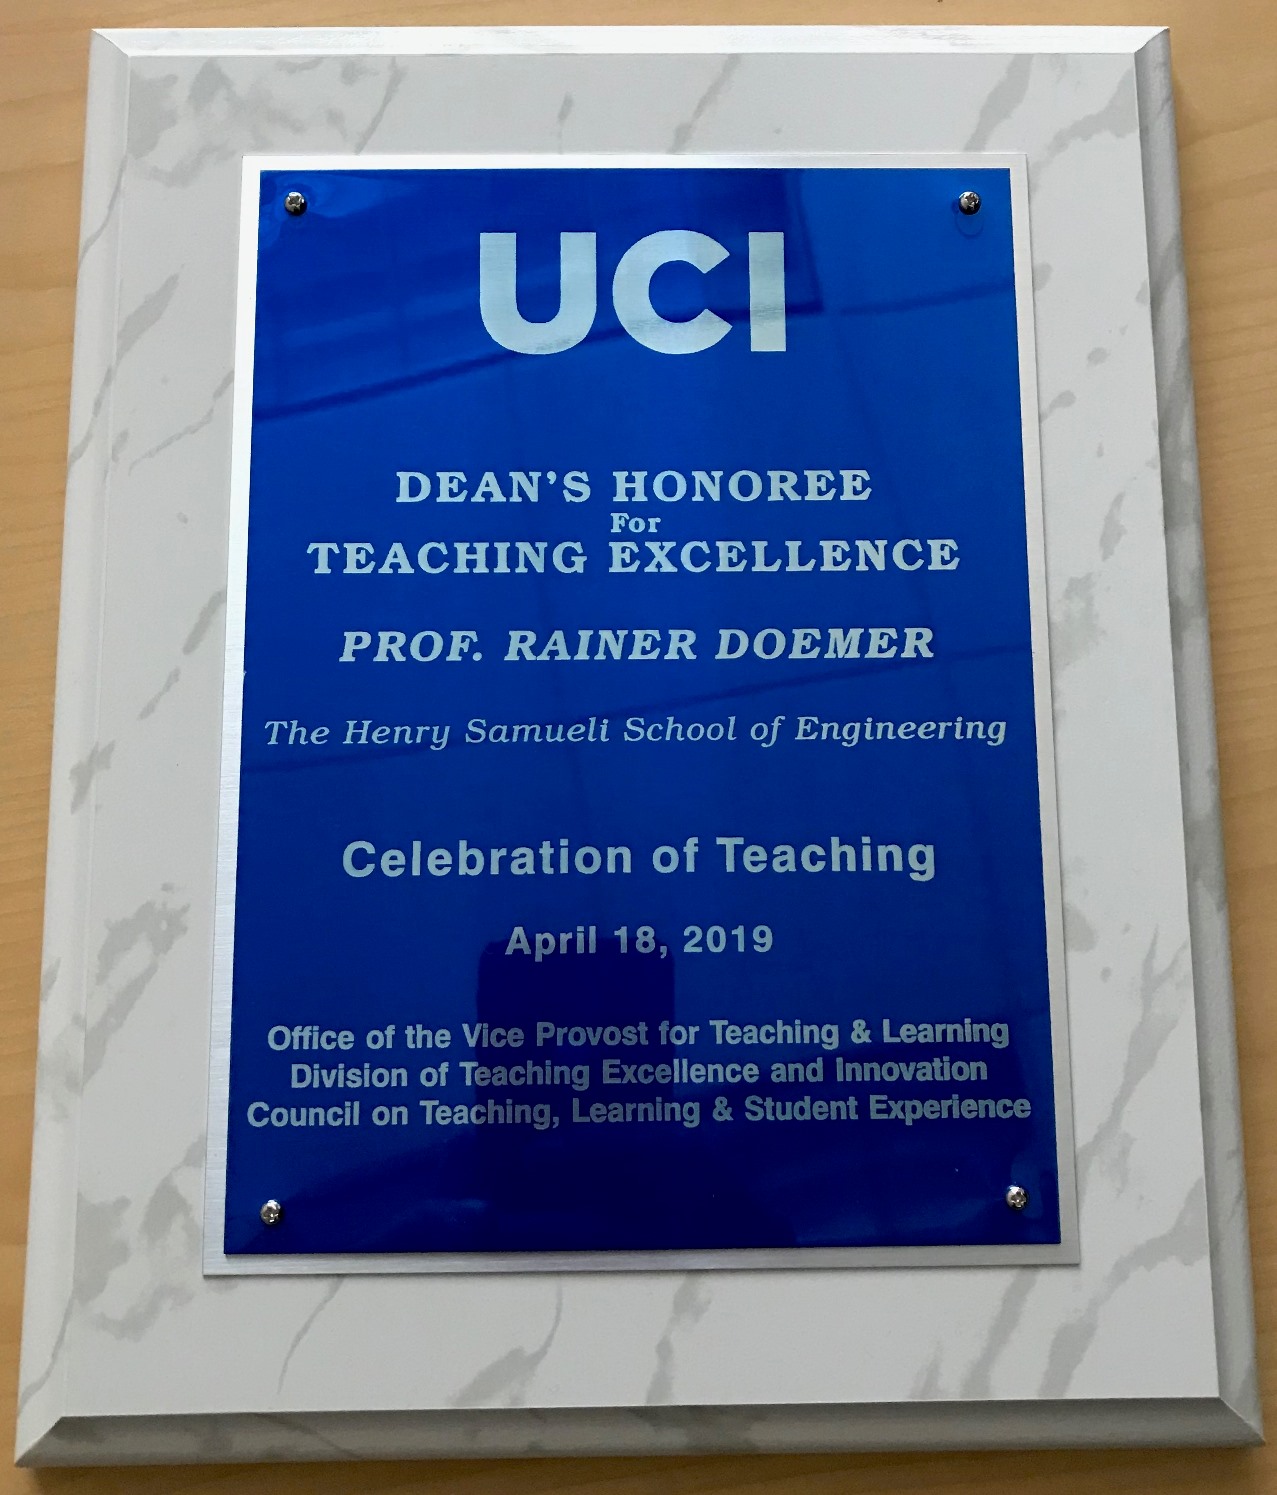 UCI
DEAN'S HONOREE
For
TEACHING EXCELLENCE
PROF. RAINER DOEMER
The Henry Samueli School of Engineering
Celebration of Teaching
April 18, 2019
Office of the Vice Provost for Teaching & Learning
Division of Teaching Excellence and Innovation
Council on Teaching, Learning & Student Experience